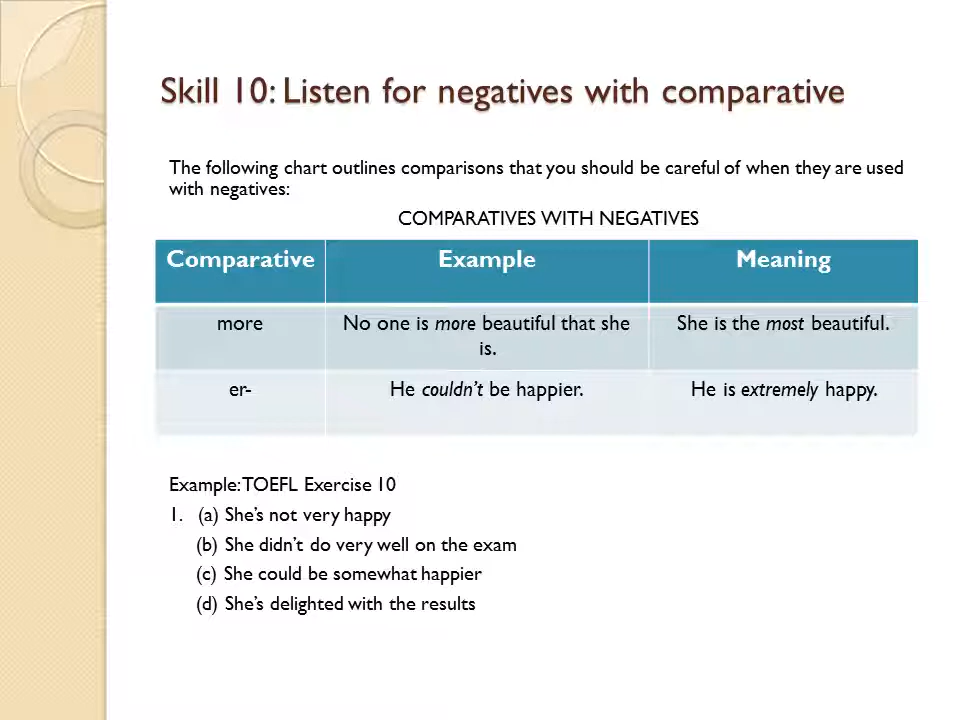 Skill 10: Listen for negatives with comparative
The following chart outlines comparisons that you should be careful of when they are used
with negatives:
COMPARATIVES WITH NEGATIVES
Comparative Example Meaning
more No one is more beautiful that she She is the most beautiful.
is.
er- He couldn't be happier. He is extremely happy.
Example: TOEFL Exercise 10
1. (a) She's not very happy
(b) She didn't do very well on the exam
(c) She could be somewhat happier
(d) She's delighted with the results